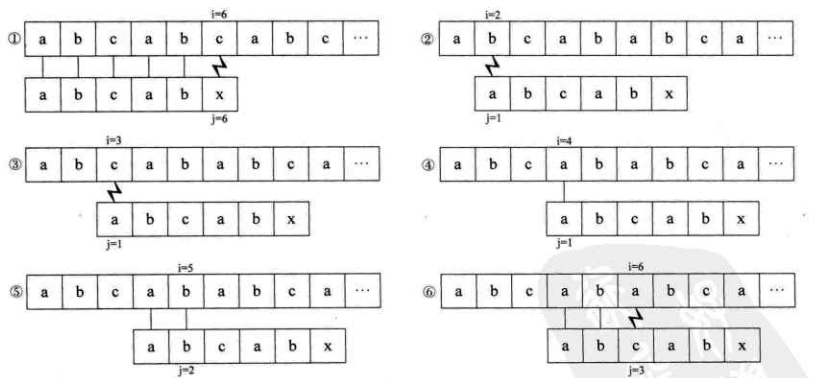 i=6
① a b c a b c a b c ···
a b c a b x
j=6
i=2
② a b c a b a b c a ···
a b c a b x
j=1
i=3
③ a b c a b a b c a ···
a b c a b x
j=1
i=4
④ a b c a b a b c a ···
a b c a b x
j=1
i=5
⑤ a b c a b a b c a ···
a b c a b x
j=2
i=6
⑥ a b c a b a b c a ···
a b c a b x
j=3